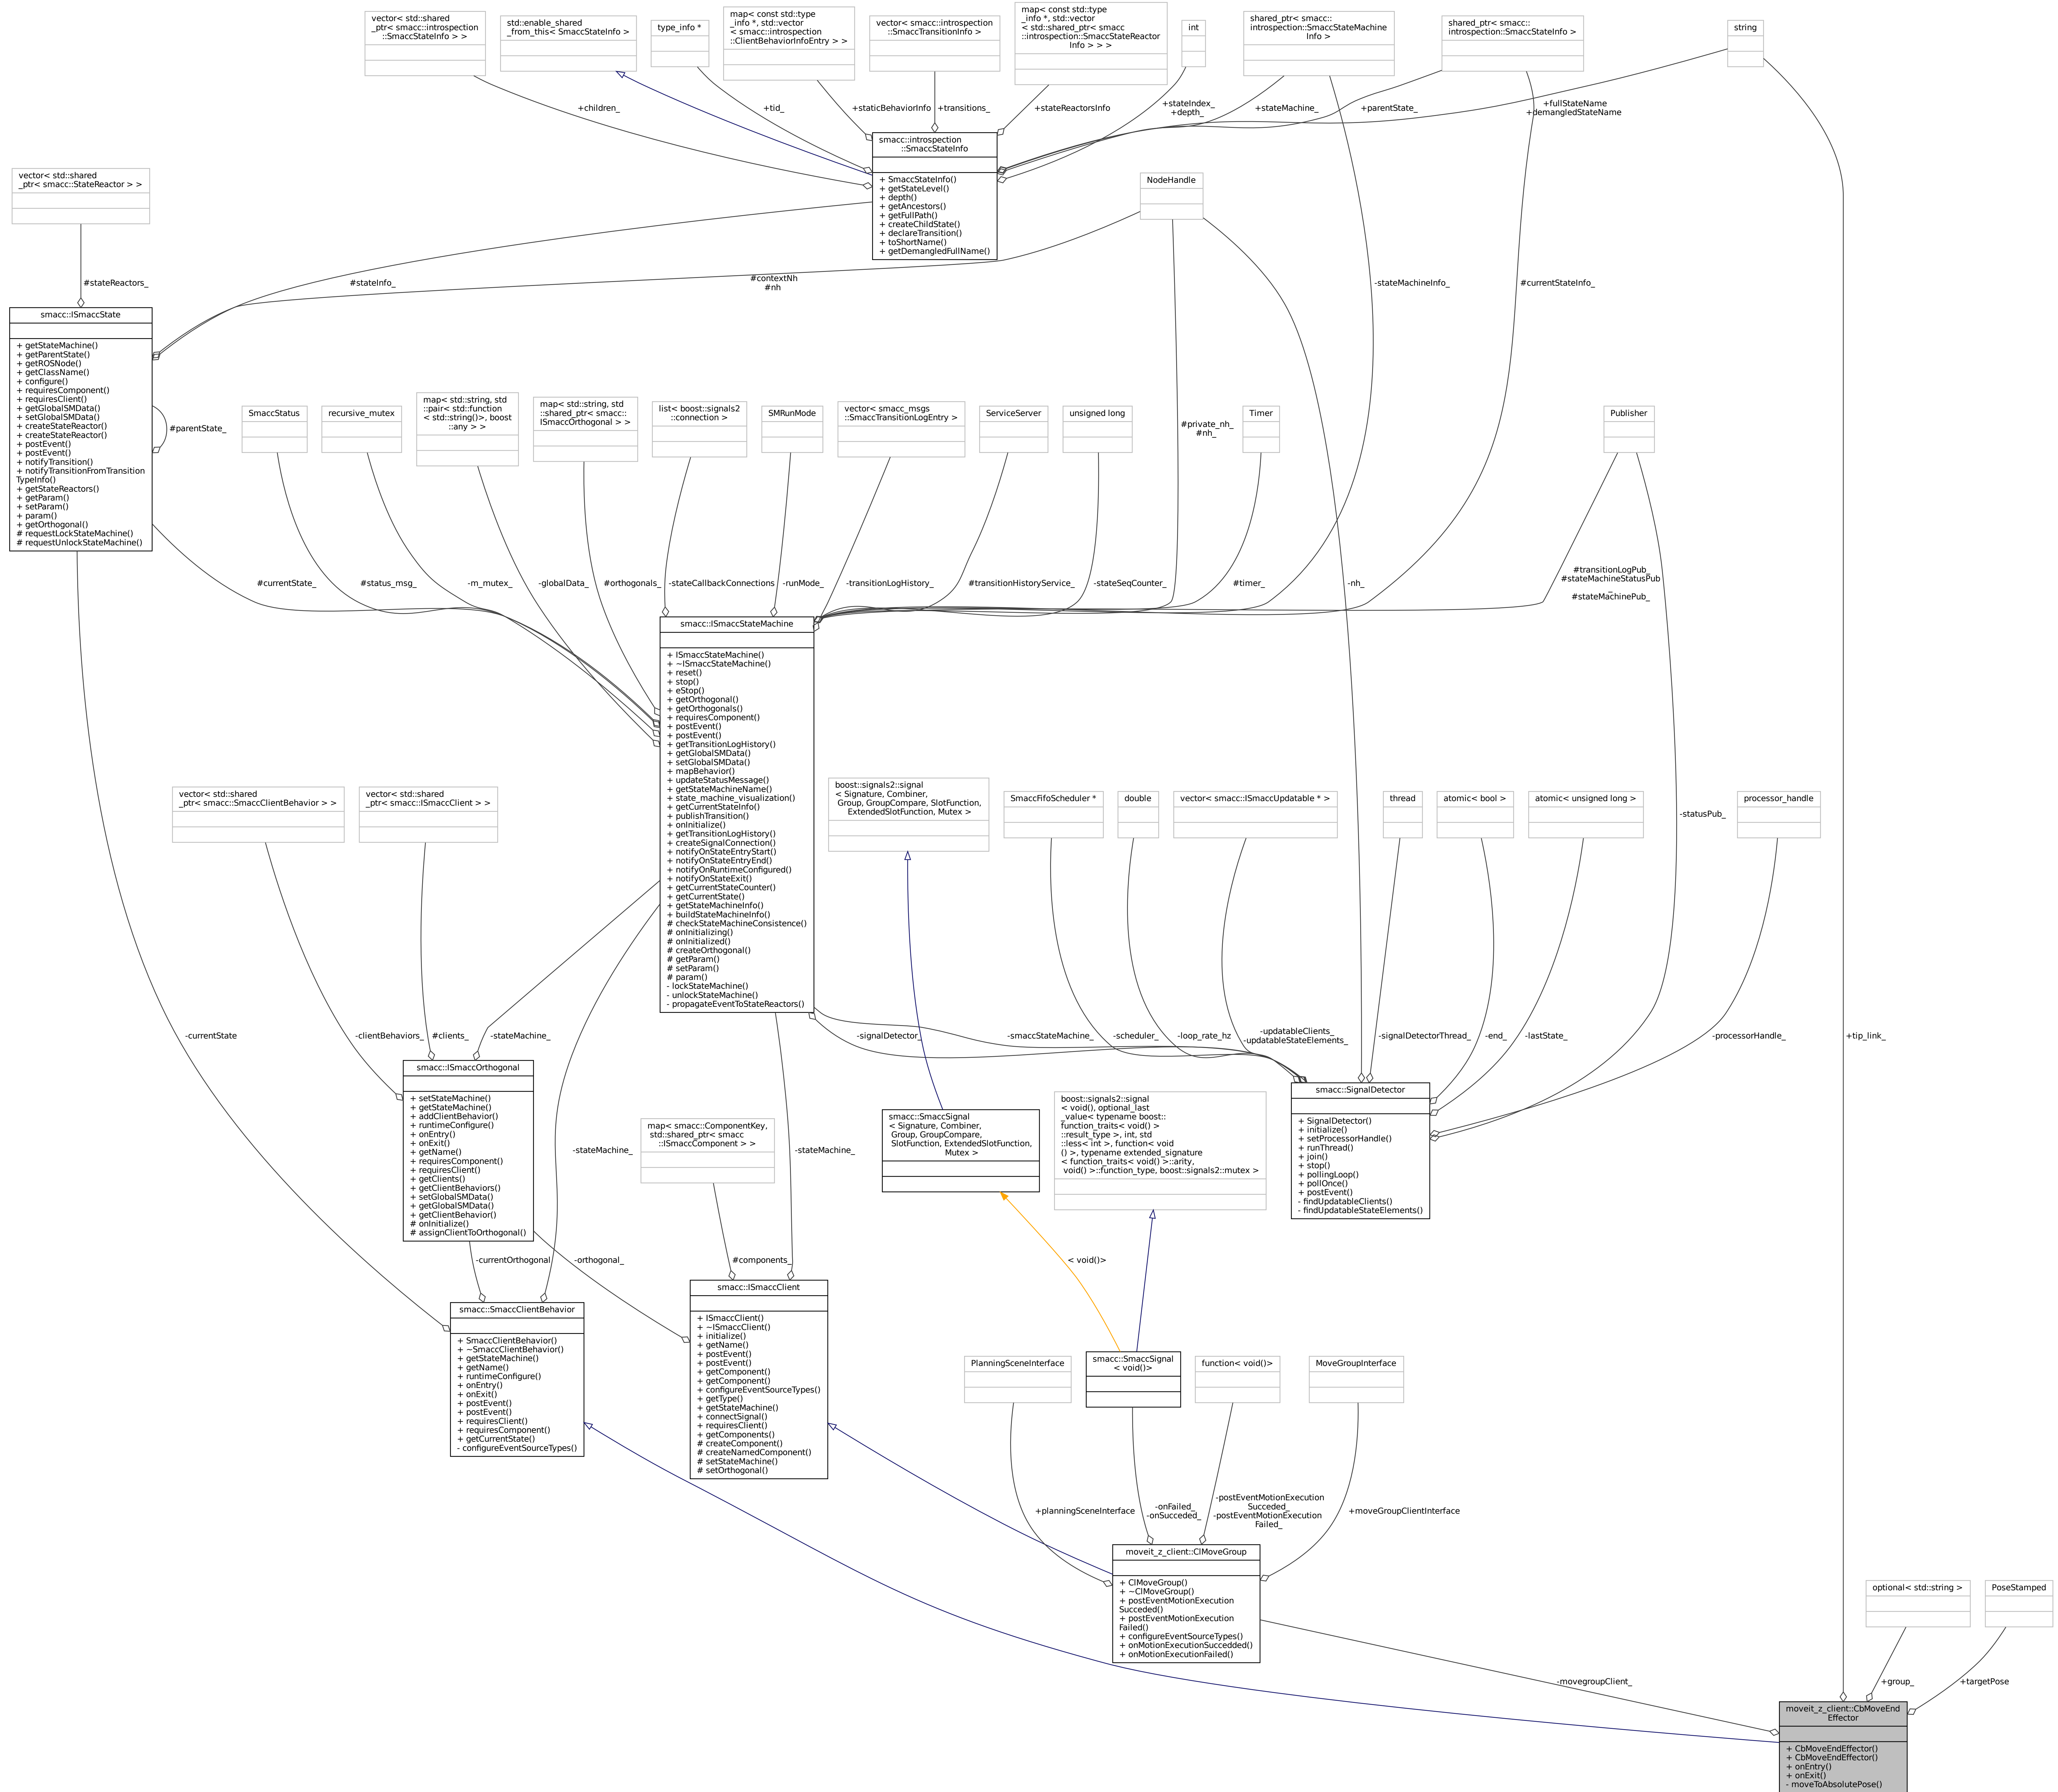 vector< std::shared
_ptr< smacc::introspection
::SmaccStateInfo > >
std::enable_shared
_from_this< SmaccStateInfo >
type_info *
map< const std::type
_info *, std::vector
< smacc::introspection
::ClientBehaviorInfoEntry > >
vector< smacc::introspection
::SmaccTransitionInfo >
map< const std::type
_info *, std::vector
< std::shared_ptr< smacc
::introspection::SmaccStateReactor
Info > > >
int
shared_ptr< smacc::
introspection::SmaccStateMachine
Info >
shared_ptr< smacc::
introspection::SmaccStateInfo >
string
+children_
+tid_
+staticBehaviorInfo
+transitions_
+stateReactorsInfo
+stateIndex_
+depth_
+stateMachine_
+parentState_
+fullStateName
+demangledStateName
smacc::introspection
::SmaccStateInfo
+ SmaccStateInfo()
+ getStateLevel()
+ depth()
+ getAncestors()
+ getFullPath()
+ createChildState()
+ declareTransition()
+ toShortName()
+ getDemangledFullName()
vector< std::shared
_ptr< smacc::StateReactor > >
NodeHandle
#stateReactors_
#stateInfo_
#contextNh
#nh
-stateMachineInfo_
#currentStateInfo_
smacc::ISmaccState
+ getStateMachine()
+ getParentState()
+ getROSNode()
+ getClassName()
+ configure()
+ requiresComponent()
+ requiresClient()
+ getGlobalSMData()
+ setGlobalSMData()
+ createStateReactor()
+ createStateReactor()
+ postEvent()
+ postEvent()
+ notifyTransition()
+ notifyTransitionFromTransition
TypeInfo()
+ getStateReactors()
+ getParam()
+ setParam()
+ param()
+ getOrthogonal()
# requestLockStateMachine()
# requestUnlockStateMachine()
#parentState_
SmaccStatus
recursive_mutex
map< std::string, std
::pair< std::function
< std::string()>, boost
::any > >
map< std::string, std
::shared_ptr< smacc::
ISmaccOrthogonal > >
list< boost::signals2
::connection >
SMRunMode
vector< smacc_msgs
::SmaccTransitionLogEntry >
ServiceServer
unsigned long
#private_nh_
#nh_
Timer
Publisher
#currentState_
#status_msg_
-m_mutex_
-globalData_
#orthogonals_
-stateCallbackConnections
-runMode_
-transitionLogHistory_
#transitionHistoryService_
-stateSeqCounter_
#timer_
-nh_
#transitionLogPub_
#stateMachineStatusPub
_
#stateMachinePub_
smacc::ISmaccStateMachine
+ ISmaccStateMachine()
+ ~ISmaccStateMachine()
+ reset()
+ stop()
+ eStop()
+ getOrthogonal()
+ getOrthogonals()
+ requiresComponent()
+ postEvent()
+ postEvent()
+ getTransitionLogHistory()
+ getGlobalSMData()
+ setGlobalSMData()
+ mapBehavior()
+ updateStatusMessage()
+ getStateMachineName()
+ state_machine_visualization()
+ getCurrentStateInfo()
+ publishTransition()
+ onInitialize()
+ getTransitionLogHistory()
+ createSignalConnection()
+ notifyOnStateEntryStart()
+ notifyOnStateEntryEnd()
+ notifyOnRuntimeConfigured()
+ notifyOnStateExit()
+ getCurrentStateCounter()
+ getCurrentState()
+ getStateMachineInfo()
+ buildStateMachineInfo()
# checkStateMachineConsistence()
# onInitializing()
# onInitialized()
# createOrthogonal()
# getParam()
# setParam()
# param()
- lockStateMachine()
- unlockStateMachine()
- propagateEventToStateReactors()
vector< std::shared
_ptr< smacc::SmaccClientBehavior > >
vector< std::shared
_ptr< smacc::ISmaccClient > >
boost::signals2::signal
< Signature, Combiner,
Group, GroupCompare, SlotFunction,
ExtendedSlotFunction, Mutex >
SmaccFifoScheduler *
double
vector< smacc::ISmaccUpdatable * >
thread
atomic< bool >
atomic< unsigned long >
-statusPub_
processor_handle
-currentState
-clientBehaviors_
#clients_
-stateMachine_
-signalDetector_
-smaccStateMachine_
-scheduler_
-loop_rate_hz
-updatableClients_
-updatableStateElements_
-signalDetectorThread_
-end_
-lastState_
-processorHandle_
+tip_link_
smacc::ISmaccOrthogonal
+ setStateMachine()
+ getStateMachine()
+ addClientBehavior()
+ runtimeConfigure()
+ onEntry()
+ onExit()
+ getName()
+ requiresComponent()
+ requiresClient()
+ getClients()
+ getClientBehaviors()
+ setGlobalSMData()
+ getGlobalSMData()
+ getClientBehavior()
# onInitialize()
# assignClientToOrthogonal()
-stateMachine_
map< smacc::ComponentKey,
std::shared_ptr< smacc
::ISmaccComponent > >
-stateMachine_
smacc::SmaccSignal
< Signature, Combiner,
Group, GroupCompare,
SlotFunction, ExtendedSlotFunction,
Mutex >
boost::signals2::signal
< void(), optional_last
_value< typename boost::
function_traits< void() >
::result_type >, int, std
::less< int >, function< void
() >, typename extended_signature
< function_traits< void() >::arity,
void() >::function_type, boost::signals2::mutex >
smacc::SignalDetector
+ SignalDetector()
+ initialize()
+ setProcessorHandle()
+ runThread()
+ join()
+ stop()
+ pollingLoop()
+ pollOnce()
+ postEvent()
- findUpdatableClients()
- findUpdatableStateElements()
-currentOrthogonal
-orthogonal_
#components_
< void()>
smacc::SmaccClientBehavior
+ SmaccClientBehavior()
+ ~SmaccClientBehavior()
+ getStateMachine()
+ getName()
+ runtimeConfigure()
+ onEntry()
+ onExit()
+ postEvent()
+ postEvent()
+ requiresClient()
+ requiresComponent()
+ getCurrentState()
- configureEventSourceTypes()
smacc::ISmaccClient
+ ISmaccClient()
+ ~ISmaccClient()
+ initialize()
+ getName()
+ postEvent()
+ postEvent()
+ getComponent()
+ getComponent()
+ configureEventSourceTypes()
+ getType()
+ getStateMachine()
+ connectSignal()
+ requiresClient()
+ getComponents()
# createComponent()
# createNamedComponent()
# setStateMachine()
# setOrthogonal()
PlanningSceneInterface
smacc::SmaccSignal
< void()>
function< void()>
MoveGroupInterface
+planningSceneInterface
-onFailed_
-onSucceded_
-postEventMotionExecution
Succeded_
-postEventMotionExecution
Failed_
+moveGroupClientInterface
moveit_z_client::ClMoveGroup
+ ClMoveGroup()
+ ~ClMoveGroup()
+ postEventMotionExecution
Succeded()
+ postEventMotionExecution
Failed()
+ configureEventSourceTypes()
+ onMotionExecutionSuccedded()
+ onMotionExecutionFailed()
optional< std::string >
PoseStamped
-movegroupClient_
+group_
+targetPose
moveit_z_client::CbMoveEnd
Effector
+ CbMoveEndEffector()
+ CbMoveEndEffector()
+ onEntry()
+ onExit()
- moveToAbsolutePose()